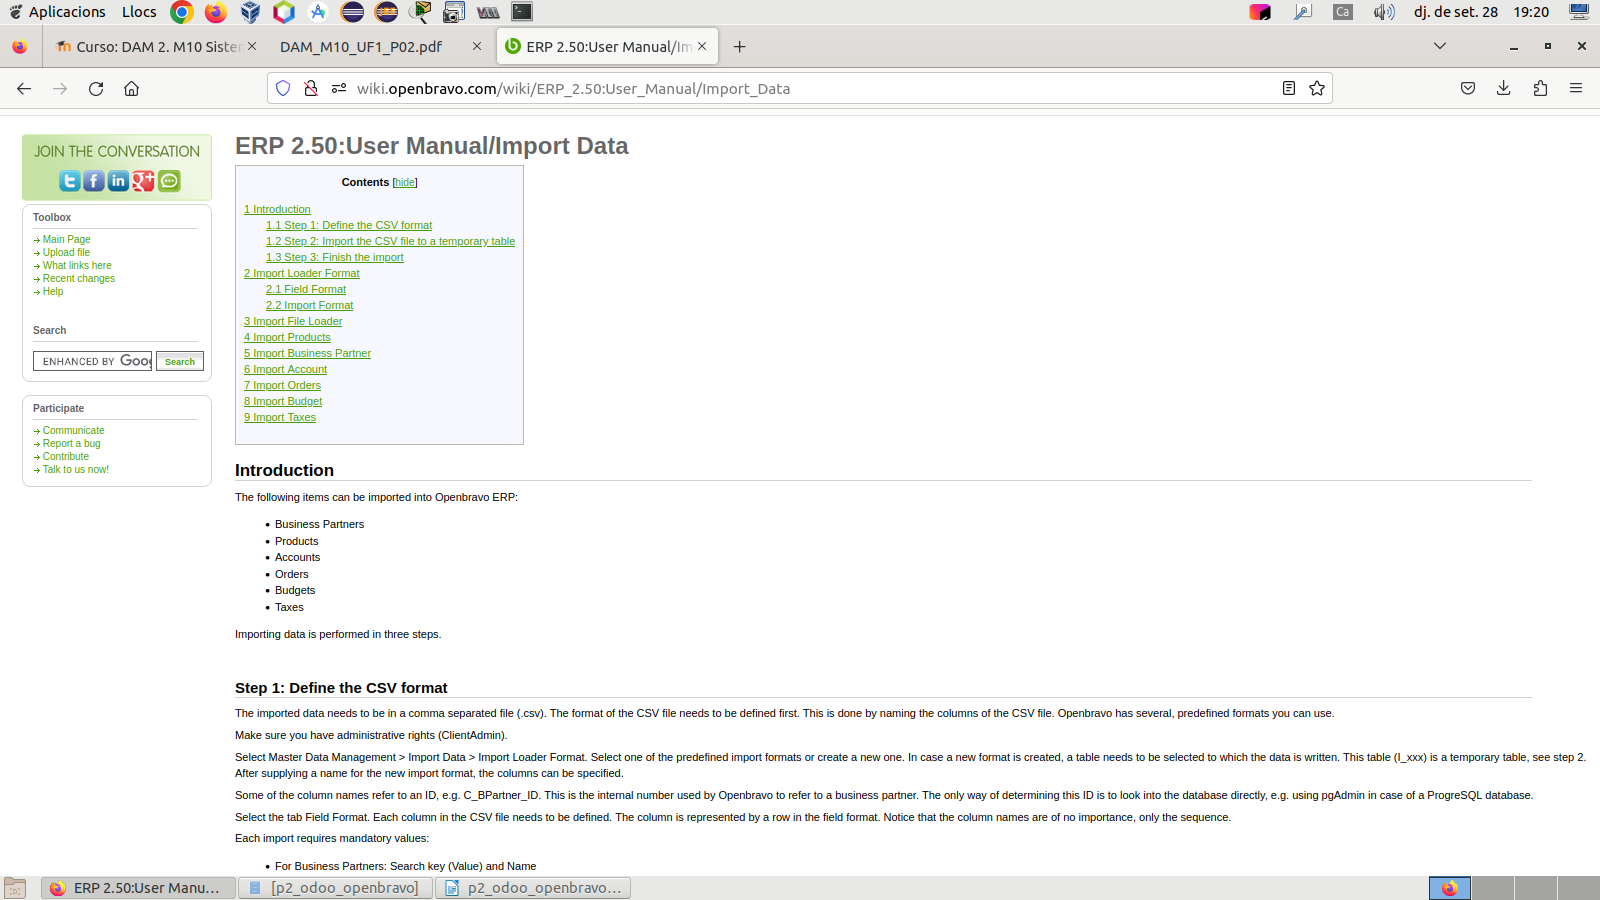 Aplicacions Llocs Ca dj. de set. 28 19:20
Curso: DAM 2. M10 Sister DAM_M10_UF1_P02.pdf ERP 2.50:User Manual/Im
wiki.openbravo.com/wiki/ERP_2.50:User_Manual/Import_Data
JOIN THE CONVERSATION
Toolbox
Main Page
Upload file
What links here
Recent changes
Help
Search
ENHANCED BY Goo Search
Participate
Communicate
Report a bug
Contribute
Talk to us now!
ERP 2.50:User Manual/Import Data
Contents [hide]
1 Introduction
1.1 Step 1: Define the CSV format
1.2 Step 2: Import the CSV file to a temporary table
1.3 Step 3: Finish the import
2 Import Loader Format
2.1 Field Format
2.2 Import Format
3 Import File Loader
4 Import Products
5 Import Business Partner
6 Import Account
7 Import Orders
8 Import Budget
9 Import Taxes
Introduction
The following items can be imported into Openbravo ERP:
Business Partners
Products
Accounts
Orders
Budgets
Taxes
Importing data is performed in three steps.
Step 1: Define the CSV format
The imported data needs to be in a comma separated file (.csv). The format of the CSV file needs to be defined first. This is done by naming the columns of the CSV file. Openbravo has several, predefined formats you can use.
Make sure you have administrative rights (ClientAdmin).
Select Master Data Management > Import Data > Import Loader Format. Select one of the predefined import formats or create a new one. In case a new format is created, a table needs to be selected to which the data is written. This table (I_xxx) is a temporary table, see step 2.
After supplying a name for the new import format, the columns can be specified.
Some of the column names refer to an ID, e.g. C_BPartner_ID. This is the internal number used by Openbravo to refer to a business partner. The only way of determining this ID is to look into the database directly, e.g. using pgAdmin in case of a ProgreSQL database.
Select the tab Field Format. Each column in the CSV file needs to be defined. The column is represented by a row in the field format. Notice that the column names are of no importance, only the sequence.
Each import requires mandatory values:
For Business Partners: Search key (Value) and Name
ERP 2.50:User Manu... [p2_odoo_openbravo] p2_odoo_openbravo...